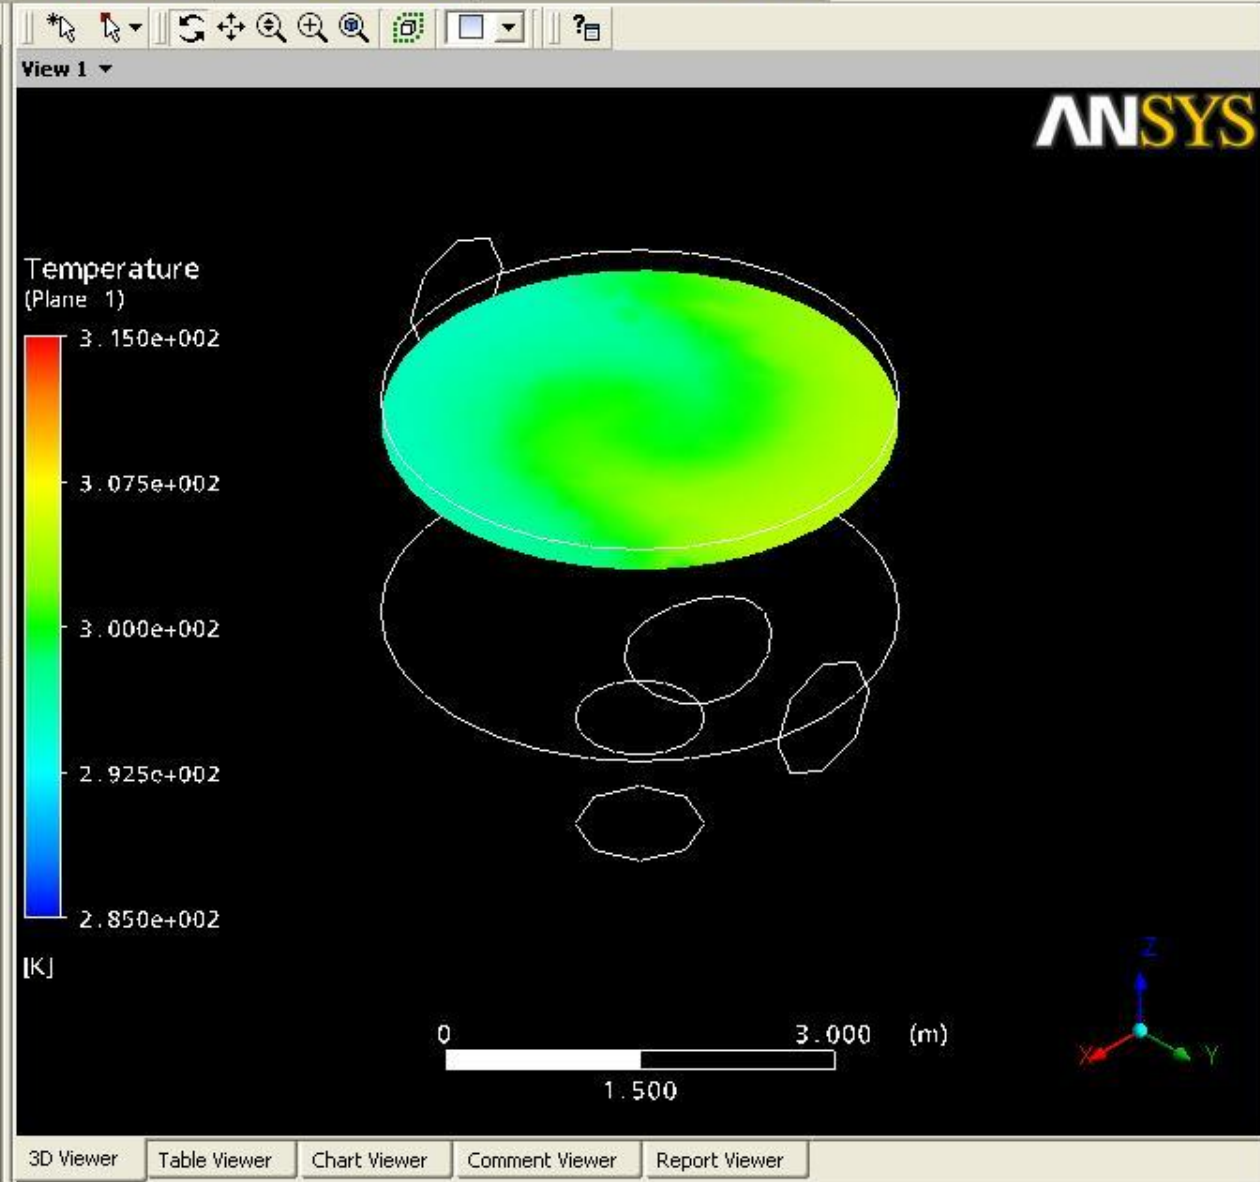 View 1
ANSYS
Temperature
(Plane 1)
3.150e+002
3.075e+002
3.000e+002
2.925e+002
2.850e+002
[K]
Z
X
Y
0 3.000 (m)
1.500
3D Viewer Table Viewer Chart Viewer Comment Viewer Report Viewer